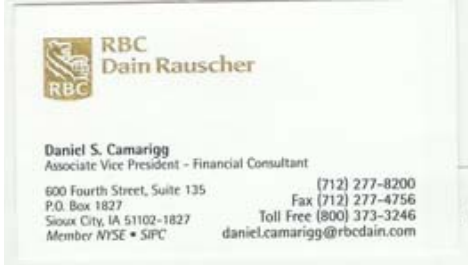 RBC
Dain Rauscher
RBC
Daniel S. Camarigg
Associate Vice President - Financial Consultant
600 Fourth Street, Suite 135
P.O. Box 1827
Sioux City, IA 51102-1827
Member NYSE • SIPC
(712) 277-8200
Fax (712) 277-4756
Toll Free (800) 373-3246
daniel.camarigg@rbcdain.com